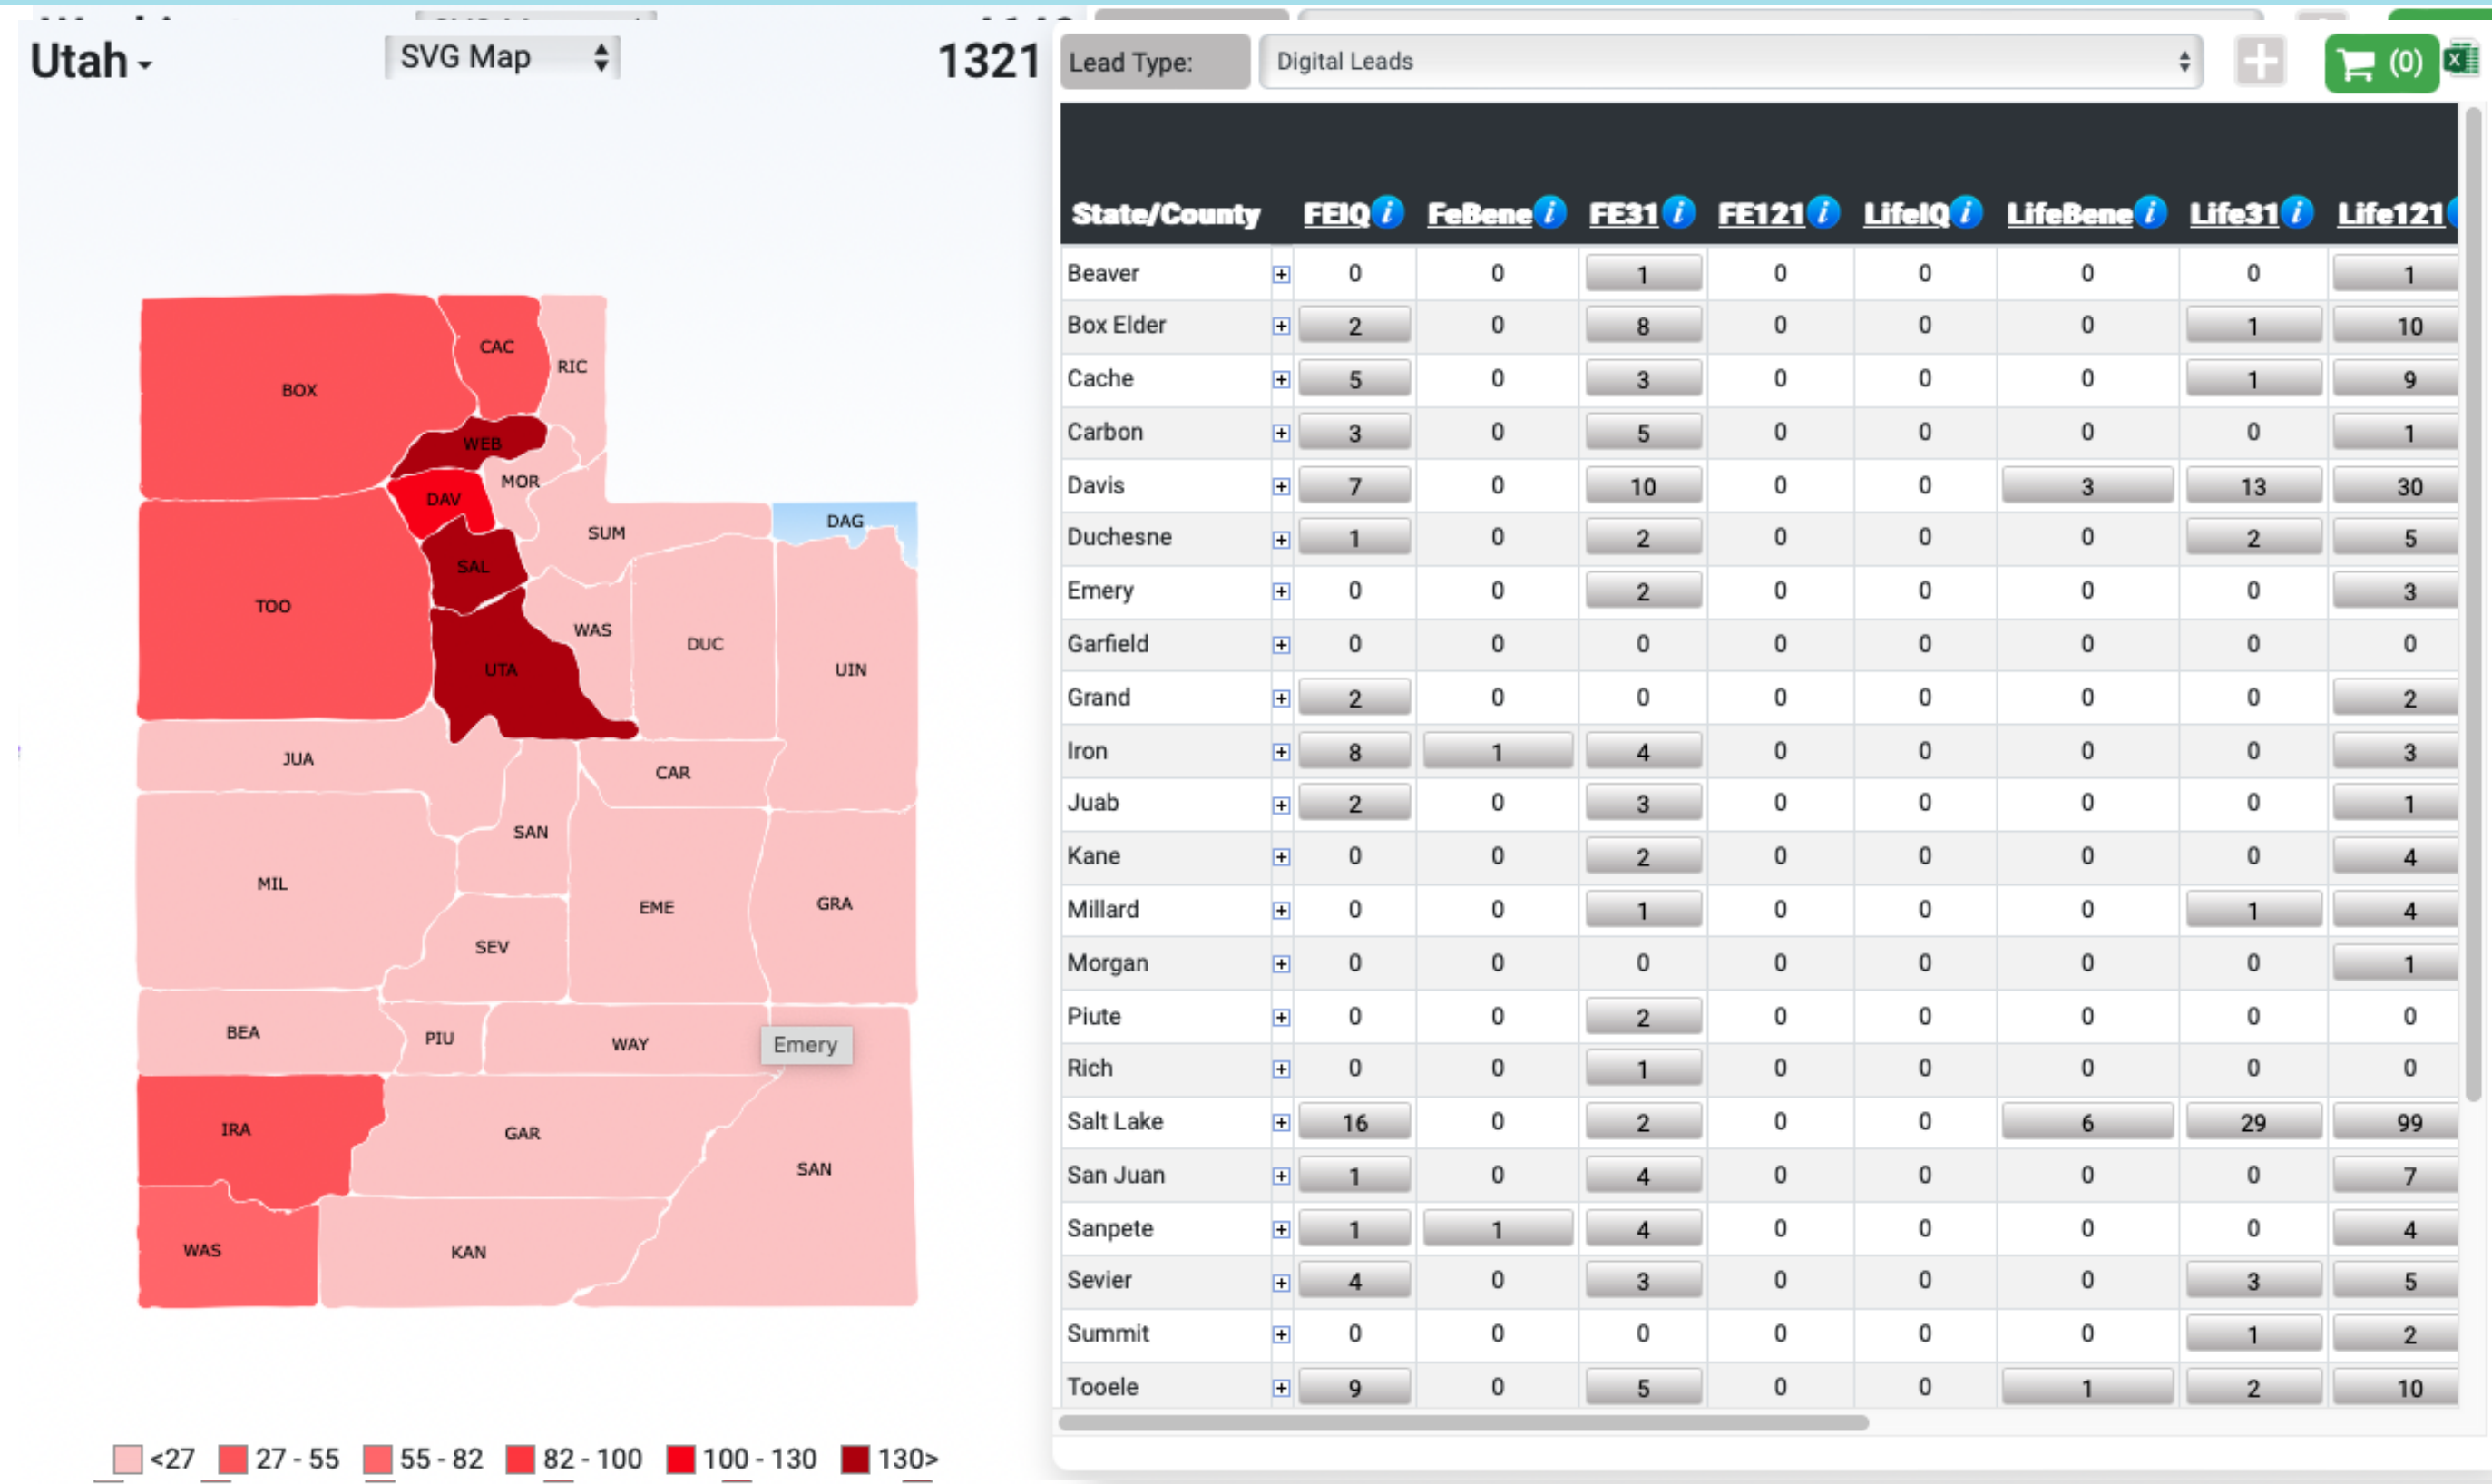 Utah
SVG Map
1321
BOX
CAC
RIC
WEB
MOR
DAV
SUM
DAG
SAL
TOO
WAS
DUC
UIN
UTA
JUA
CAR
SAN
MIL
EME
GRA
SEV
BEA
PIU
WAY
Emery
IRA
GAR
SAN
WAS
KAN
<27 27 - 55 55 - 82 82 - 100 100 - 130 130>
Lead Type: Digital Leads (0)
State/County FEIQ FeBene FE31 FE121 LifeIQ LifeBene Life31 Life121
Beaver 0 0 1 0 0 0 0 1
Box Elder 2 0 8 0 0 0 1 10
Cache 5 0 3 0 0 0 1 9
Carbon 3 0 5 0 0 0 0 1
Davis 7 0 10 0 0 3 13 30
Duchesne 1 0 2 0 0 0 2 5
Emery 0 0 2 0 0 0 0 3
Garfield 0 0 0 0 0 0 0 0
Grand 2 0 0 0 0 0 0 2
Iron 8 1 4 0 0 0 0 3
Juab 2 0 3 0 0 0 0 1
Kane 0 0 2 0 0 0 0 4
Millard 0 0 1 0 0 0 1 4
Morgan 0 0 0 0 0 0 0 1
Piute 0 0 2 0 0 0 0 0
Rich 0 0 1 0 0 0 0 0
Salt Lake 16 0 2 0 0 6 29 99
San Juan 1 0 4 0 0 0 0 7
Sanpete 1 1 4 0 0 0 0 4
Sevier 4 0 3 0 0 0 3 5
Summit 0 0 0 0 0 0 1 2
Tooele 9 0 5 0 0 1 2 10